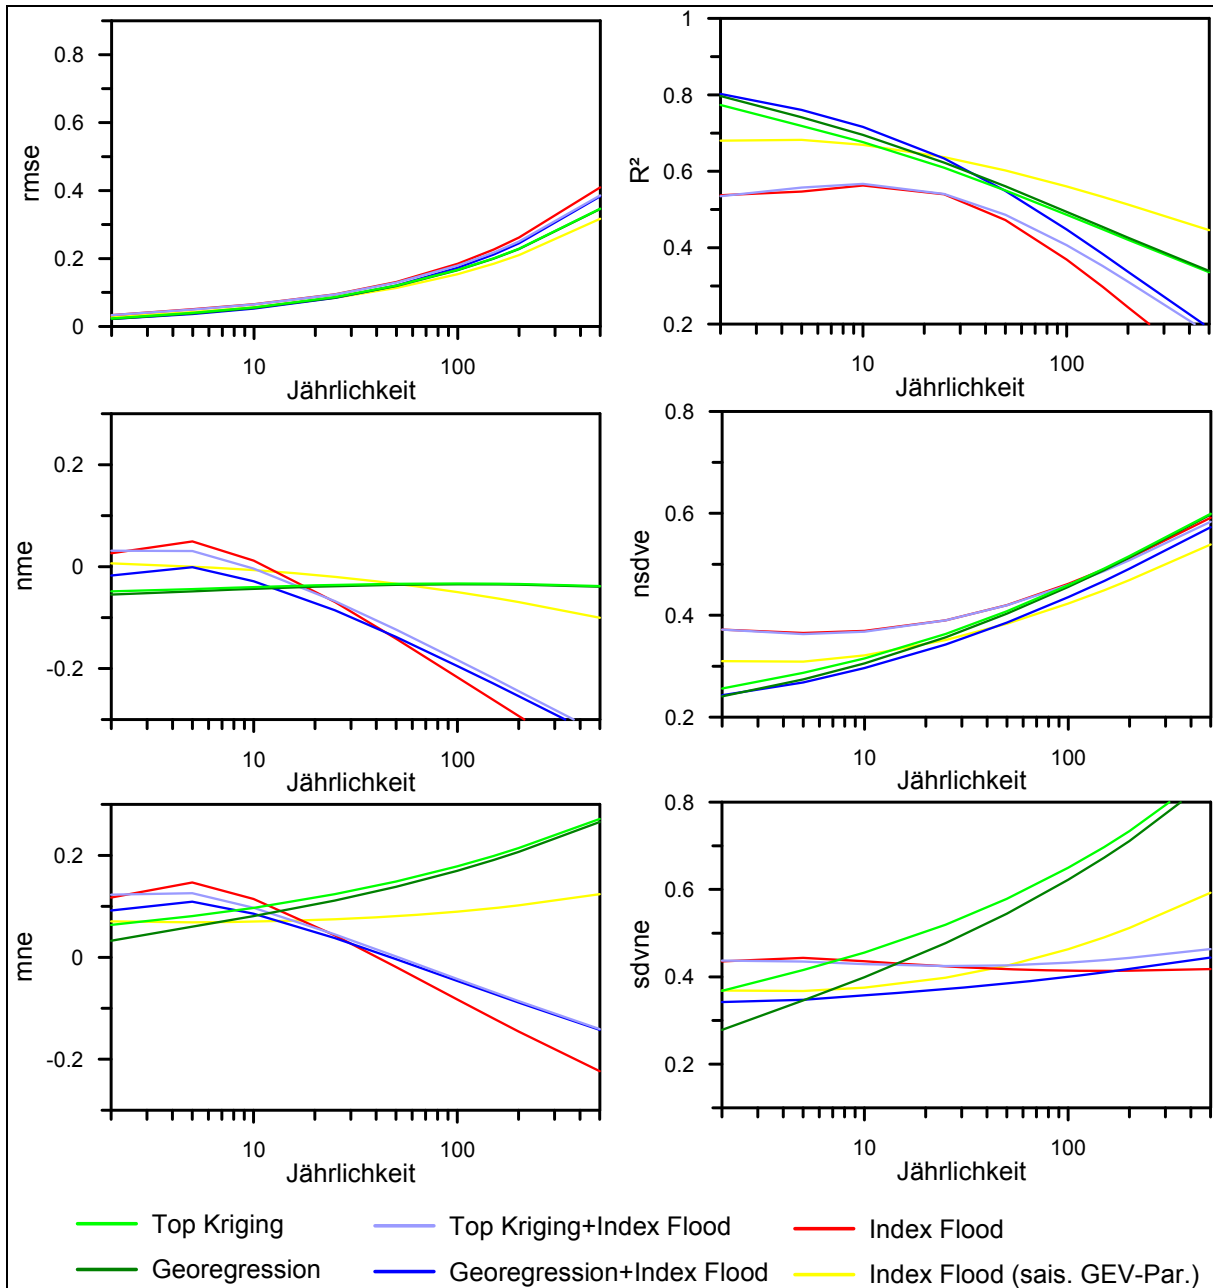 0.8
0.6
0.4
0.2
0
rmse
10
100
Jährlichkeit
1
0.8
0.6
0.4
0.2
R²
10
100
Jährlichkeit
0.2
0
-0.2
nme
10
100
Jährlichkeit
0.8
0.6
0.4
0.2
nsdve
10
100
Jährlichkeit
0.2
0
-0.2
mne
10
100
Jährlichkeit
0.8
0.6
0.4
0.2
sdvne
10
100
Jährlichkeit
Top Kriging
Top Kriging+Index Flood
Index Flood
Georegression
Georegression+Index Flood
Index Flood (sais. GEV-Par.)